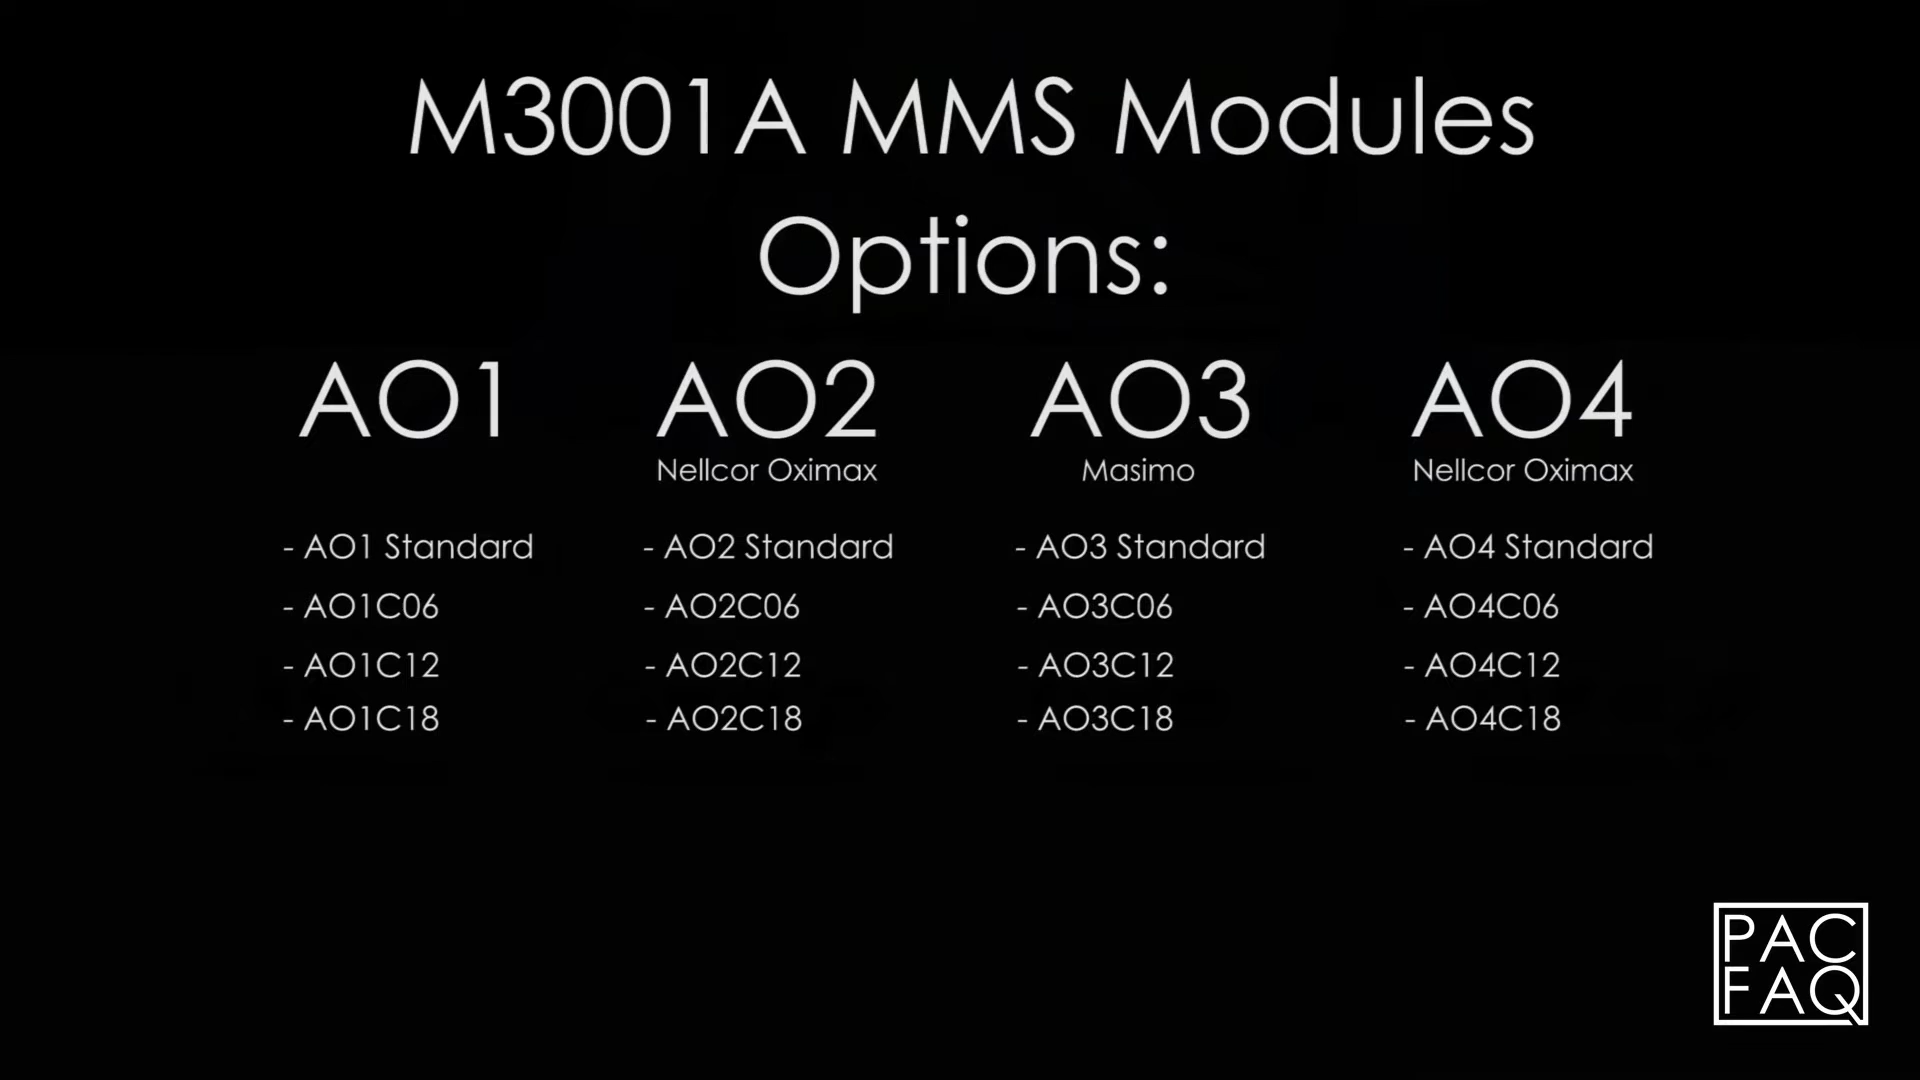 M3001A MMS Modules
Options:
AO1 AO2 AO3 AO4
Nellcor Oximax Masimo Nellcor Oximax
- AO1 Standard - AO2 Standard - AO3 Standard - AO4 Standard
- AO1C06 - AO2C06 - AO3C06 - AO4C06
- AO1C12 - AO2C12 - AO3C12 - AO4C12
- AO1C18 - AO2C18 - AO3C18 - AO4C18
PAC
FAQ